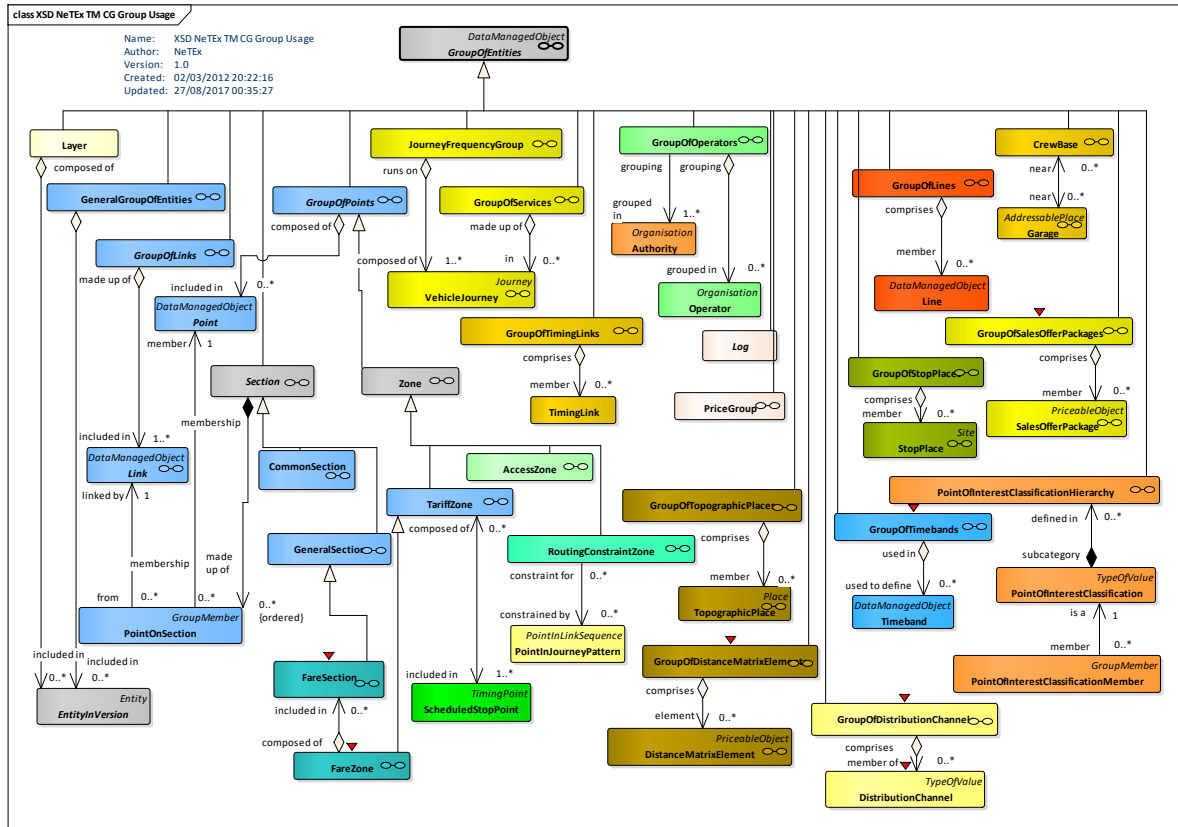 class XSD NeTEx TM CG Group Usage
Name: XSD NeTEx TM CG Group Usage
Author: NeTEx
Version: 1.0
Created: 02/03/2012 20:22:16
Updated: 27/08/2017 00:35:27
DataManagedObject
GroupOfEntities
Layer
composed of
GeneralGroupOfEntities
GroupOfLinks
made up of
included in
0..*
DataManagedObject
Point
member
1
JourneyFrequencyGroup
runs on
GroupOfPoints
composed of
GroupOfServices
made up of
composed of
1..*
in
0..*
Journey
VehicleJourney
GroupOfOperators
grouping
grouping
grouped
in
1..*
Organisation
Authority
grouped in
0..*
Organisation
Operator
CrewBase
near
0..*
near
0..*
AddressablePlace
Garage
GroupOfLines
comprises
member
0..*
DataManagedObject
Line
GroupOfTimingLinks
comprises
member
0..*
TimingLink
Log
PriceGroup
GroupOfSalesOfferPackages
comprises
member
0..*
PriceableObject
SalesOfferPackage
GroupOfStopPlaces
comprises
member
0..*
Site
StopPlace
Section
Zone
membership
included in
1..*
DataManagedObject
Link
linked by
1
CommonSection
AccessZone
TariffZone
composed of
0..*
GeneralSection
RoutingConstraintZone
constraint for
0..*
constrained by
0..*
PointInLinkSequence
PointInJourneyPattern
GroupOfTopographicPlaces
comprises
member
0..*
Place
TopographicPlace
PointOfInterestClassificationHierarchy
defined in
0..*
subcategory
TypeOfValue
PointOfInterestClassification
is a
1
member
0..*
GroupMember
PointOfInterestClassificationMember
GroupOfTimebands
used in
used to define
0..*
DataManagedObject
Timeband
membership
made
up of
from
0..*
0..*
0..*
{ordered}
GroupMember
PointOnSection
included in
0..*
included in
0..*
Entity
EntityInVersion
FareSection
included in
0..*
composed of
FareZone
included in
1..*
TimingPoint
ScheduledStopPoint
GroupOfDistanceMatrixElement
comprises
element
0..*
PriceableObject
DistanceMatrixElement
GroupOfDistributionChannel
comprises
member of
0..*
TypeOfValue
DistributionChannel